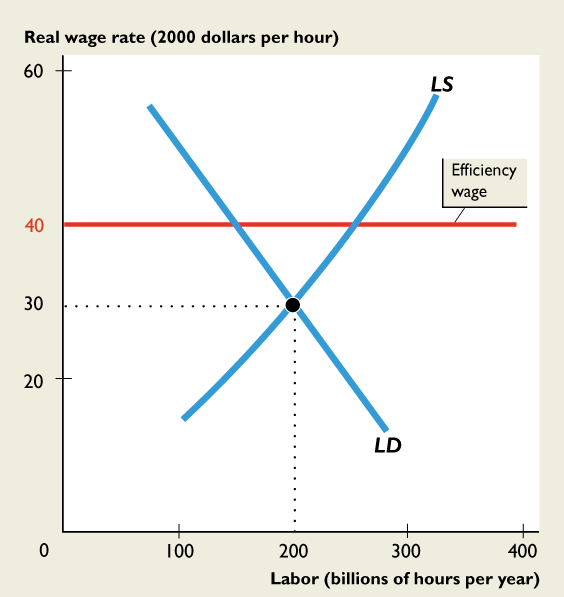 Real wage rate (2000 dollars per hour)
60
LS
Efficiency
wage
40
30
20
LD
0
100
200
300
400
Labor (billions of hours per year)